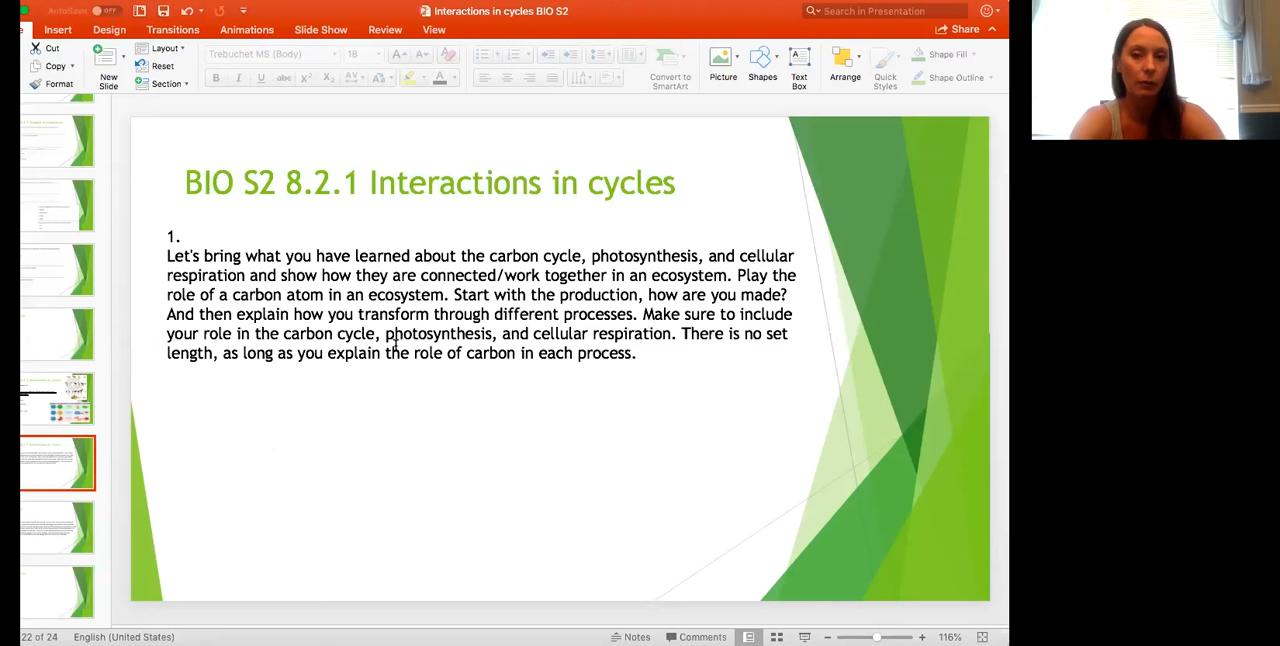 AutoSave OFF
Interactions in cycles BIO S2
Search in Presentation
Insert Design Transitions Animations Slide Show Review View
Share
Cut
Copy
Format
New Slide
Layout
Reset
Section
Trebuchet MS (Body) 18
Convert to SmartArt
Picture
Shapes
Text Box
Arrange
Quick Styles
Shape Fill
Shape Outline
BIO S2 8.2.1 Interactions in cycles
1.
Let's bring what you have learned about the carbon cycle, photosynthesis, and cellular
respiration and show how they are connected/work together in an ecosystem. Play the
role of a carbon atom in an ecosystem. Start with the production, how are you made?
And then explain how you transform through different processes. Make sure to include
your role in the carbon cycle, photosynthesis, and cellular respiration. There is no set
length, as long as you explain the role of carbon in each process.
22 of 24 English (United States) Notes Comments 116%